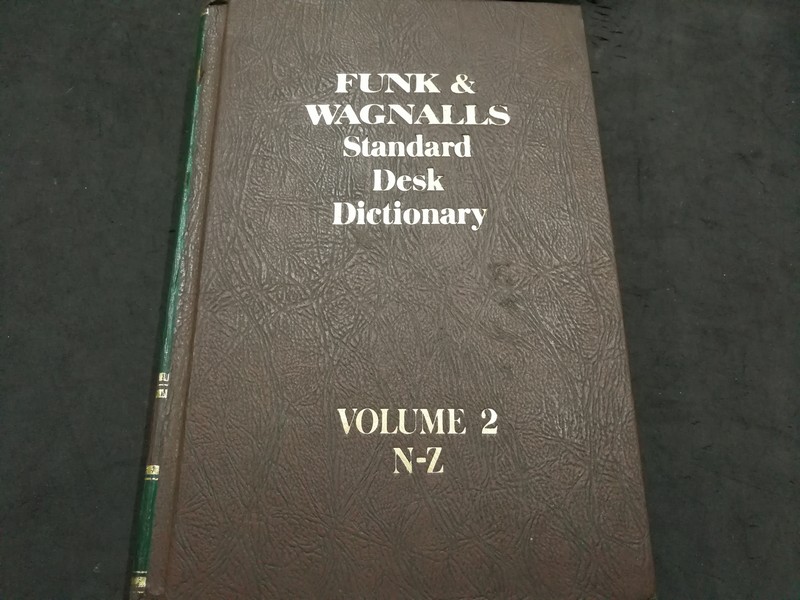 FUNK &
WAGNALLS
Standard
Desk
Dictionary
VOLUME 2
N-Z